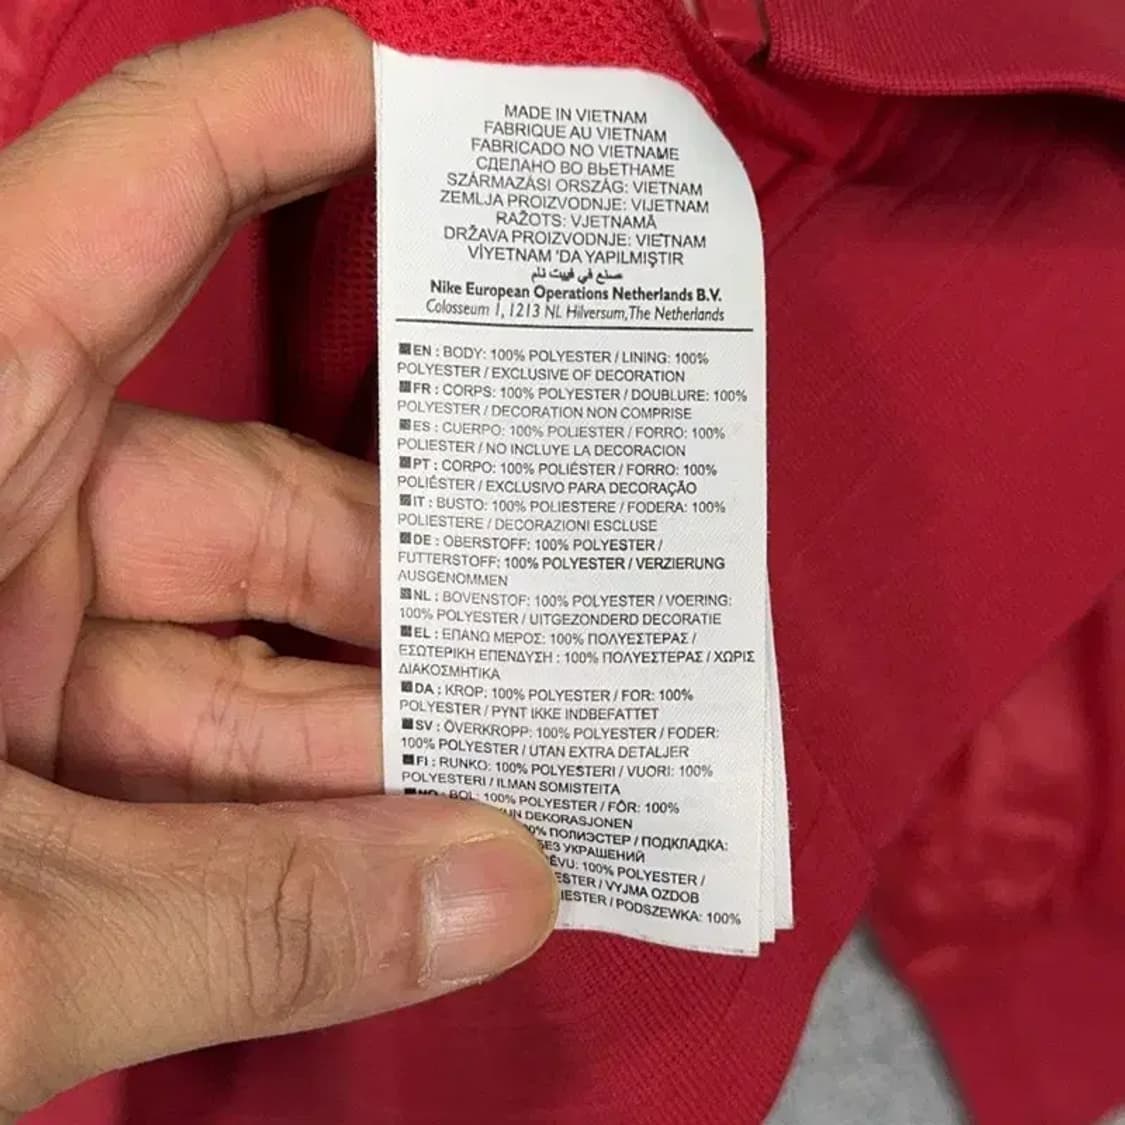 MADE IN VIETNAM
FABRIQUE AU VIETNAM
FABRICADO NO VIETNAME
СДЕЛАНО ВО ВЬЕТНАМЕ
SZÁRMAZÁSI ORSZÁG: VIETNAM
ZEMLJA PROIZVODNJE: VIJETNAM
RAŽOTS: VJETNAMĀ
DRŽAVA PROIZVODNJE: VIETNAM
VİYETNAM 'DA YAPILMIŞTIR
صنع في فييت نام
Nike European Operations Netherlands B.V.
Colosseum 1, 1213 NL Hilversum, The Netherlands
EN : BODY: 100% POLYESTER / LINING: 100%
POLYESTER / EXCLUSIVE OF DECORATION
FR : CORPS: 100% POLYESTER / DOUBLURE: 100%
POLYESTER / DECORATION NON COMPRISE
ES : CUERPO: 100% POLIESTER / FORRO: 100%
POLIESTER / NO INCLUYE LA DECORACION
PT : CORPO: 100% POLIÉSTER / FORRO: 100%
POLIÉSTER / EXCLUSIVO PARA DECORAÇÃO
IT : BUSTO: 100% POLIESTERE / FODERA: 100%
POLIESTERE / DECORAZIONI ESCLUSE
DE : OBERSTOFF: 100% POLYESTER /
FUTTERSTOFF: 100% POLYESTER / VERZIERUNG
AUSGENOMMEN
NL : BOVENSTOF: 100% POLYESTER / VOERING:
100% POLYESTER / UITGEZONDERD DECORATIE
EL : ΕΠΑΝΩ ΜΕΡΟΣ: 100% ΠΟΛΥΕΣΤΕΡΑΣ /
ΕΣΩΤΕΡΙΚΗ ΕΠΕΝΔΥΣΗ : 100% ΠΟΛΥΕΣΤΕΡΑΣ / ΧΩΡΙΣ
ΔΙΑΚΟΣΜΗΤΙΚΑ
DA : KROP: 100% POLYESTER / FOR: 100%
POLYESTER / PYNT IKKE INDBEFATTET
SV : ÖVERKROPP: 100% POLYESTER / FODER:
100% POLYESTER / UTAN EXTRA DETALJER
FI : RUNKO: 100% POLYESTERI / VUORI: 100%
POLYESTERI / ILMAN SOMISTEITA
NO : BOL: 100% POLYESTER / FÔR: 100%
DEKORASJONEN
ПОЛИЭСТЕР / ПОДКЛАДКА:
БЕЗ УКРАШЕНИЙ
100% POLYESTER /
/ VYJMA OZDOB
/ PODSZEWKA: 100%